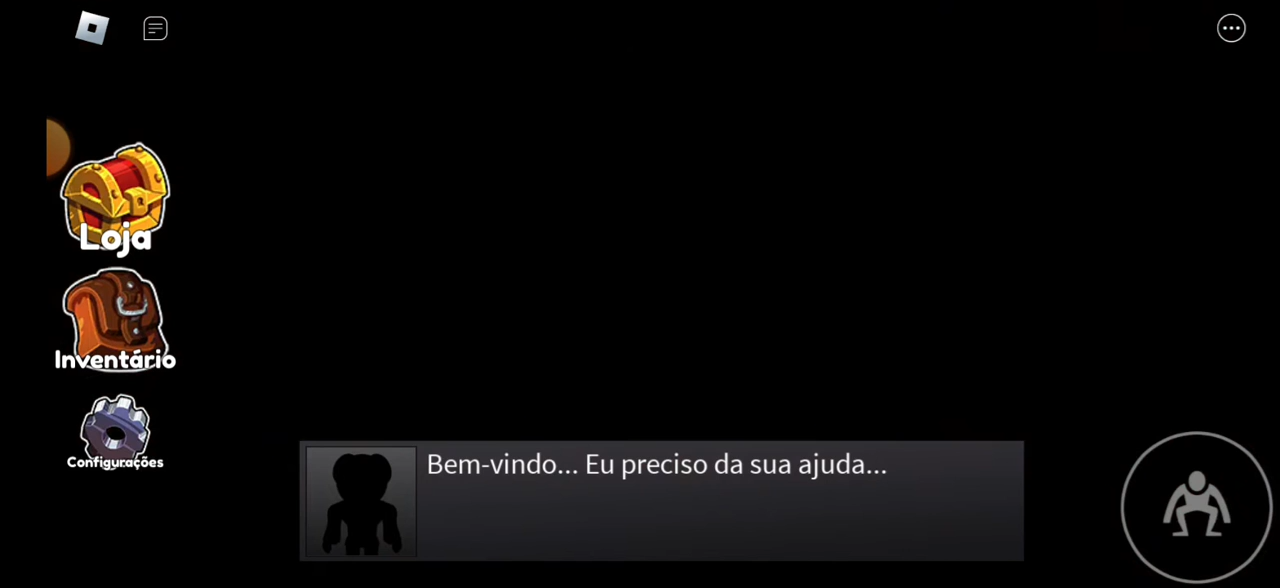 Loja
Inventário
Configurações
Bem-vindo... Eu preciso da sua ajuda...